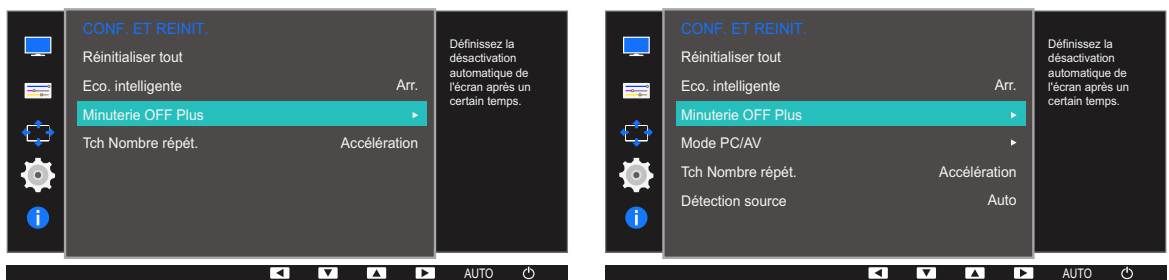 CONF. ET REINIT.
Réinitialiser tout
Eco. intelligente Arr.
Minuterie OFF Plus
Tch Nombre répét. Accélération
Définissez la
désactivation
automatique de
l'écran après un
certain temps.
AUTO
CONF. ET REINIT.
Réinitialiser tout
Eco. intelligente Arr.
Minuterie OFF Plus
Mode PC/AV
Tch Nombre répét. Accélération
Détection source Auto
Définissez la
désactivation
automatique de
l'écran après un
certain temps.
AUTO